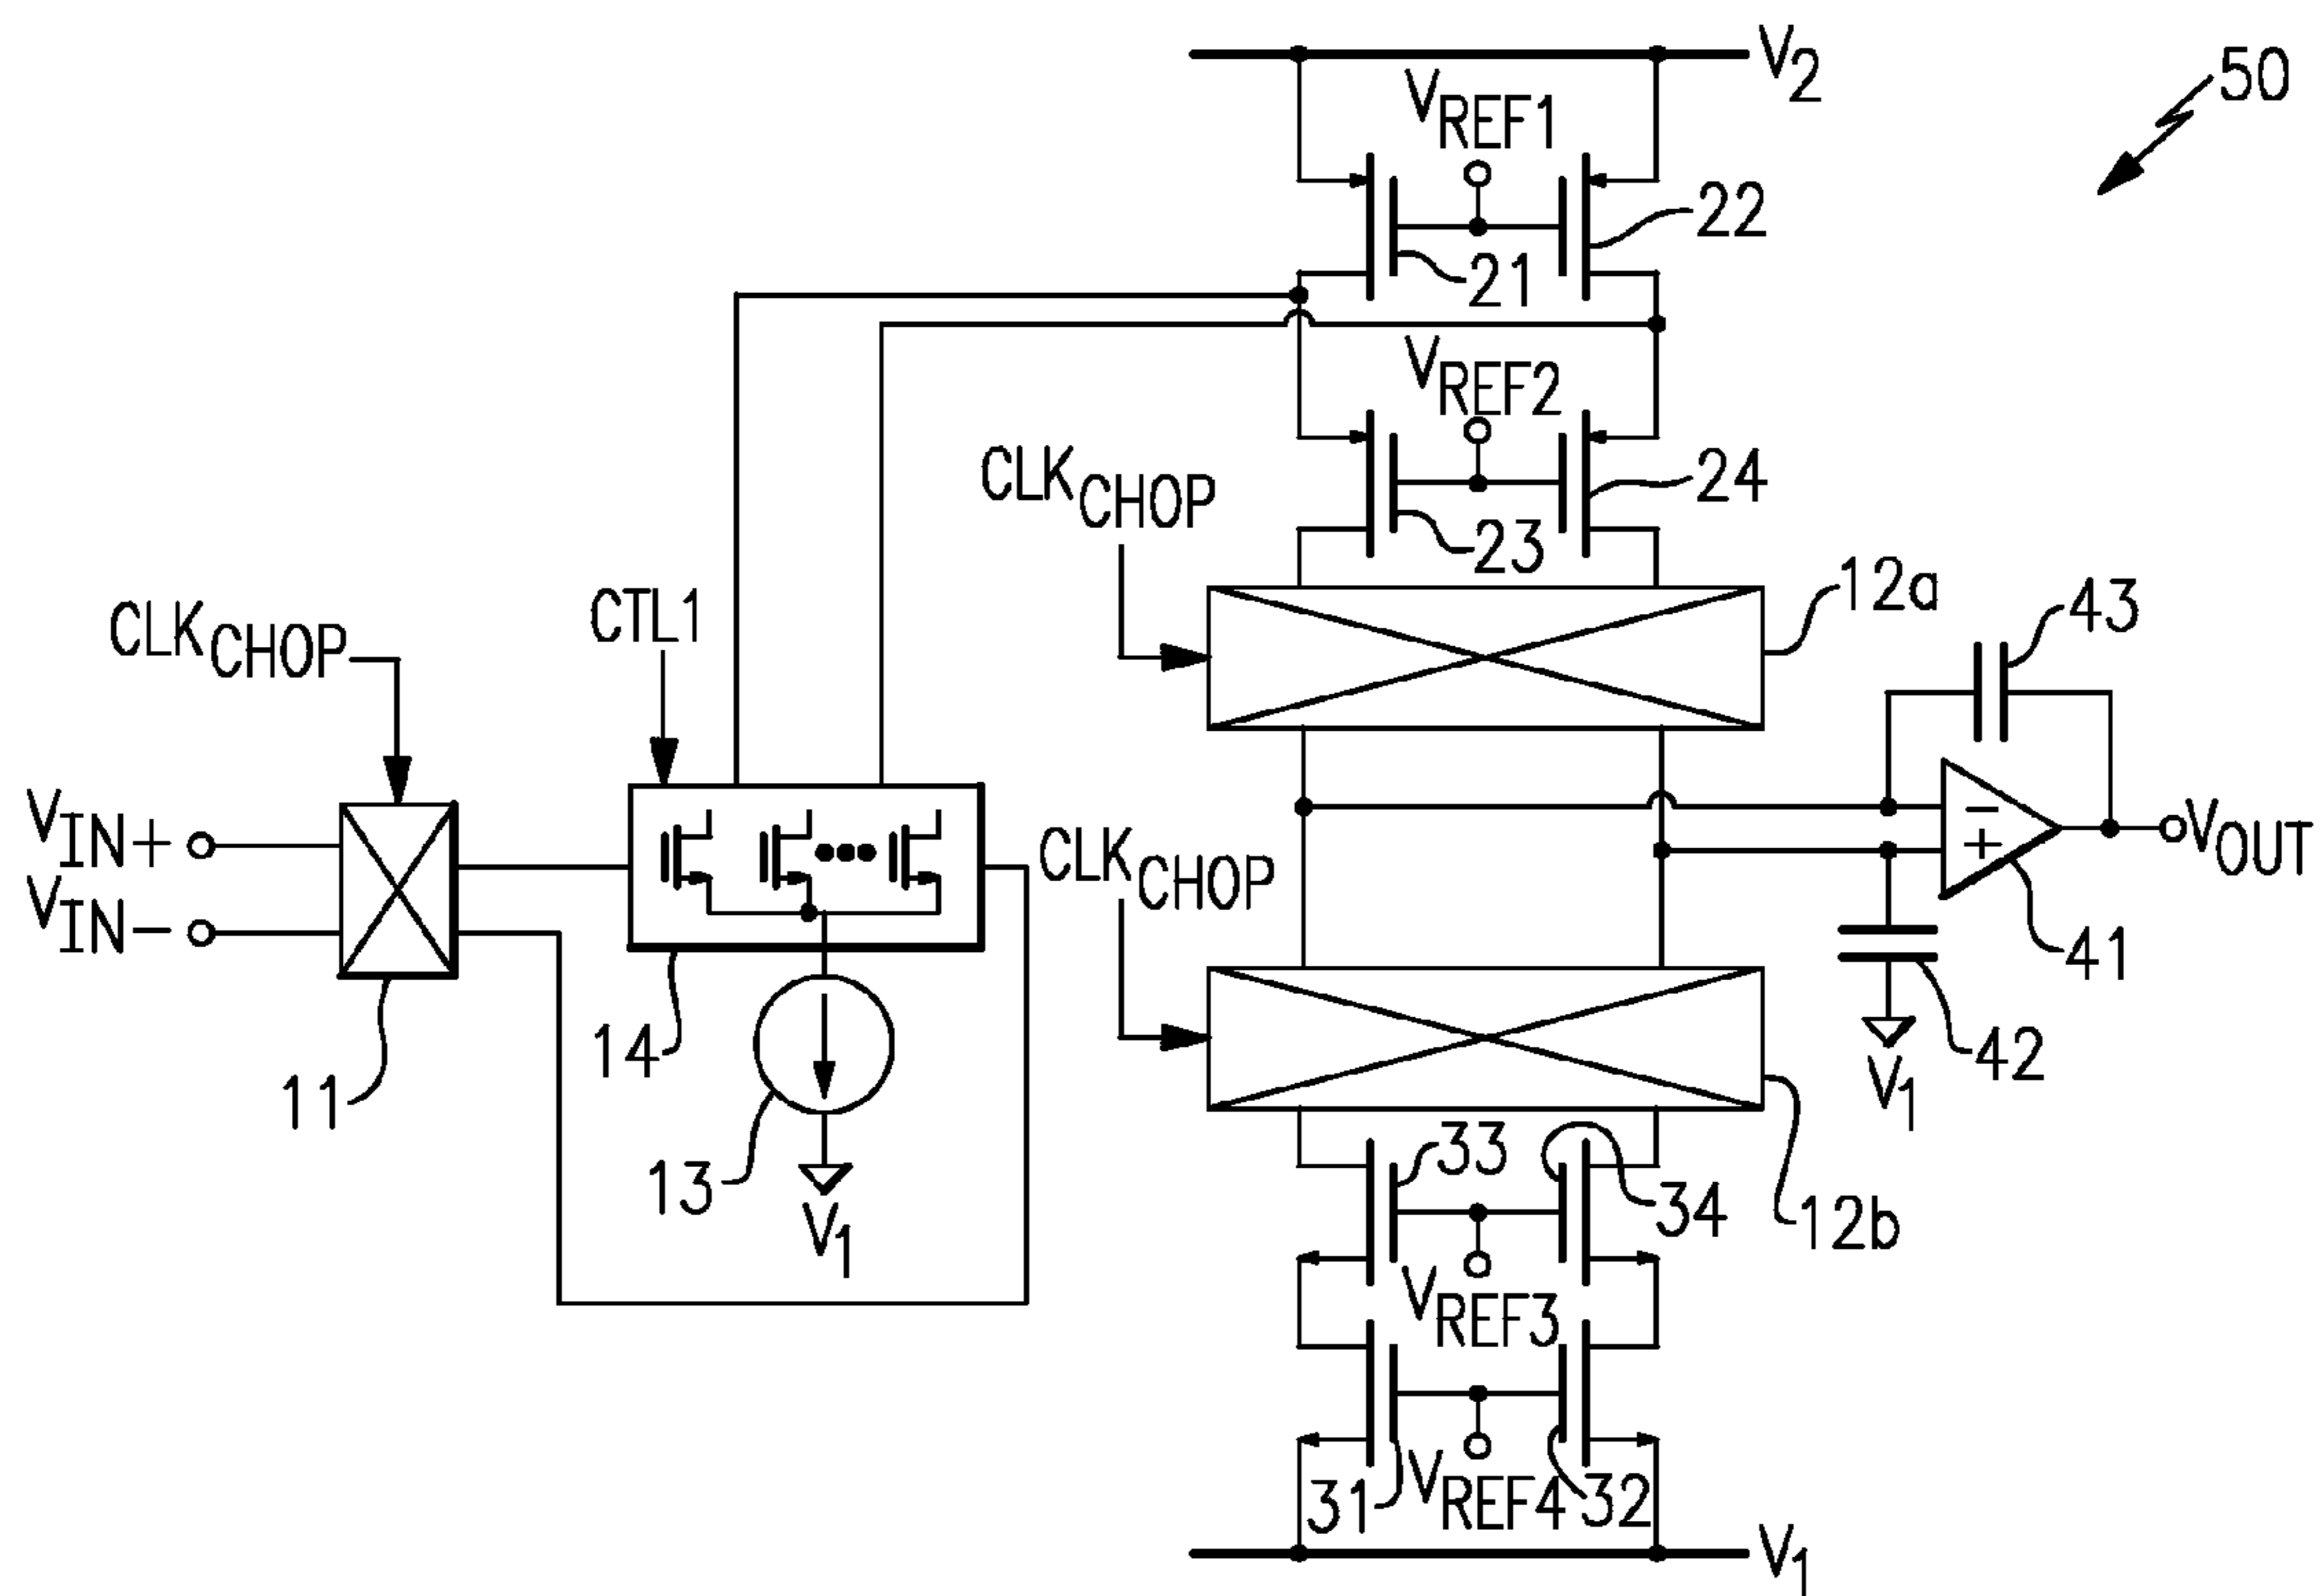 V2
50
VREF1
22
21
VREF2
CLKCHOP
24
23
12a
43
CTL1
CLKCHOP
VIN+
VIN-
CLKCHOP
- 
+
VOUT
41
14
42
V1
11
13
V1
33
34
12b
VREF3
31
VREF4
32
V1